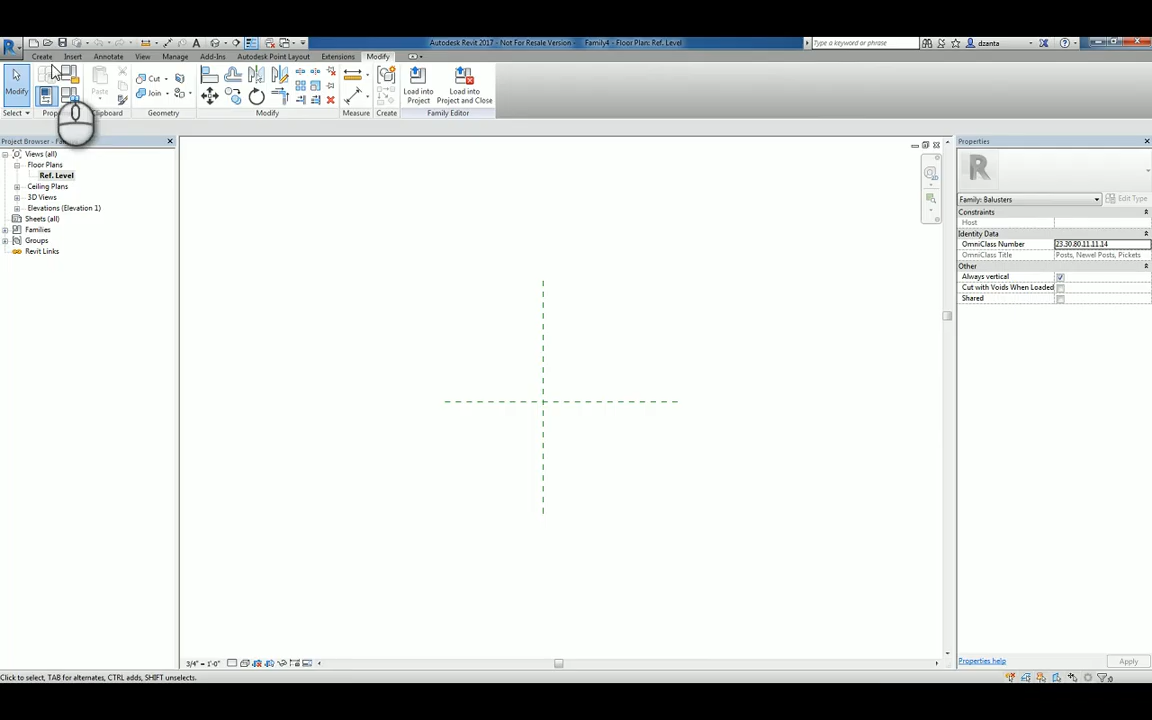 Autodesk Revit 2017 - Not For Resale Version - Family4 - Floor Plan: Ref. Level
Type a keyword or phrase
dzanta
Create Insert Annotate View Manage Add-Ins Autodesk Point Layout Extensions Modify
Modify
Paste
Cut
Join
Load into Project
Load into Project and Close
Select
Clipboard
Geometry
Modify
Measure
Create
Family Editor
Views (all)
Floor Plans
Ref. Level
Ceiling Plans
3D Views
Elevations (Elevation 1)
Sheets (all)
Families
Groups
Revit Links
Properties
Family: Balusters
Edit Type
Constraints
Host
Identity Data
OmniClass Number 23.30.80.11.11.14
OmniClass Title Posts, Newel Posts, Pickets
Other
Always vertical
Cut with Voids When Loaded
Shared
Properties help
Apply
3/4" = 1'-0"
Click to select, TAB for alternates, CTRL adds, SHIFT unselects.